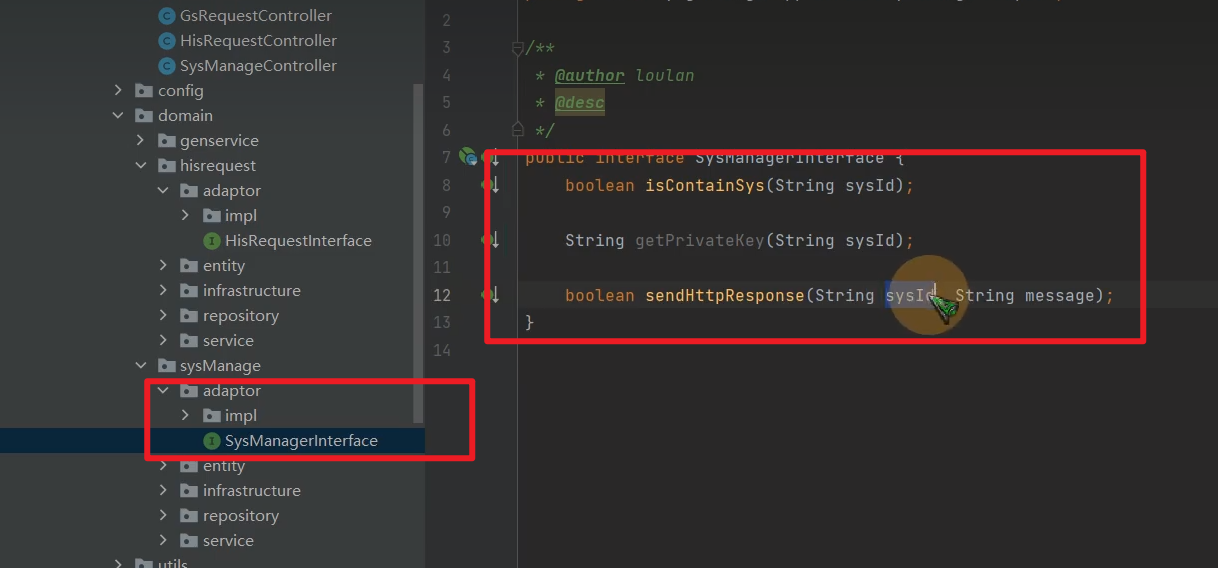 GsRequestController
HisRequestController
SysManageController
config
domain
genservice
hisrequest
adaptor
impl
HisRequestInterface
entity
infrastructure
repository
service
sysManage
adaptor
impl
SysManagerInterface
entity
infrastructure
repository
service
utils
2
3 /**
4 * @author loulan
5 * @desc
6 */
7 public interface SysManagerInterface {
8 boolean isContainSys(String sysId);
9
10 String getPrivateKey(String sysId);
11
12 boolean sendHttpResponse(String sysId, String message);
13 }
14